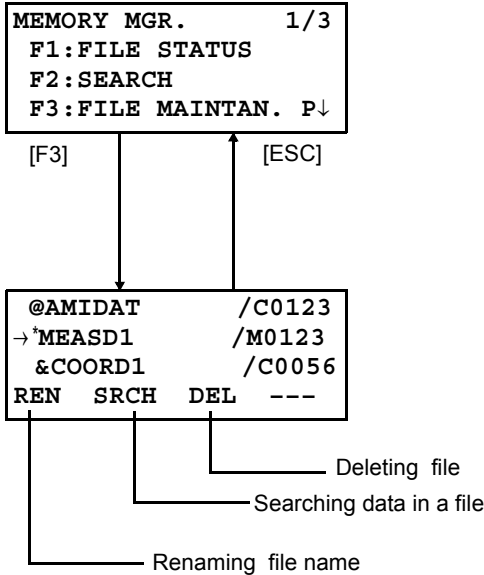 MEMORY MGR. 1/3
F1:FILE STATUS
F2:SEARCH
F3:FILE MAINTAN. P↓
[F3] [ESC]
@AMIDAT /C0123
→*MEASD1 /M0123
&COORD1 /C0056
REN SRCH DEL ---
Deleting file
Searching data in a file
Renaming file name